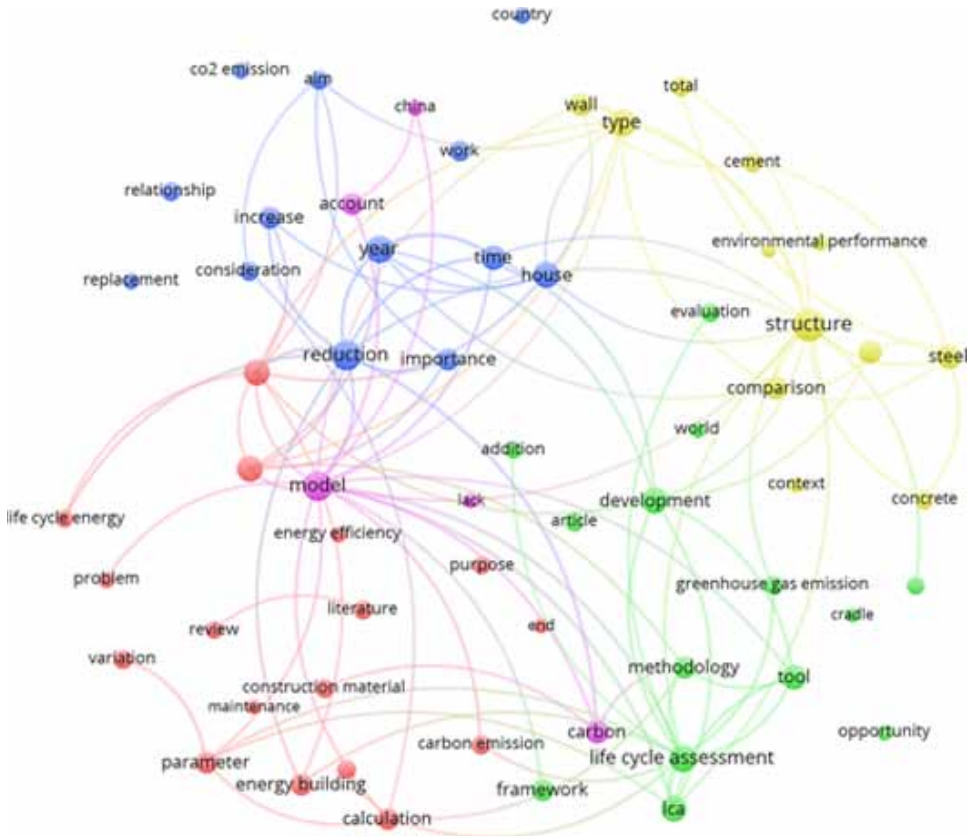 country
co2 emission
aim
china
wall
type
total
work
cement
relationship
account
increase
year
time
house
environmental performance
replacement
consideration
evaluation
structure
reduction
importance
steel
comparison
world
addition
model
lack
development
context
concrete
article
life cycle energy
energy efficiency
problem
purpose
greenhouse gas emission
literature
cradle
review
end
variation
methodology
tool
construction material
maintenance
carbon
opportunity
carbon emission
life cycle assessment
parameter
energy building
framework
calculation
lca